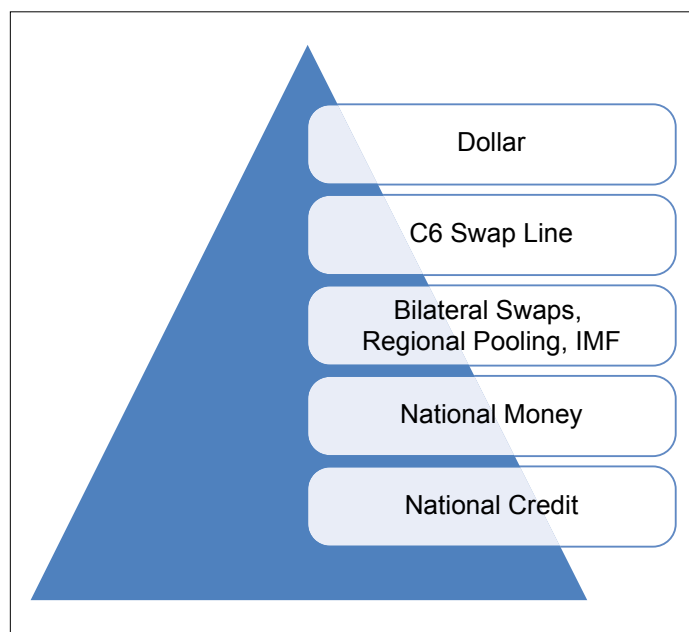 Dollar
C6 Swap Line
Bilateral Swaps,
Regional Pooling, IMF
National Money
National Credit